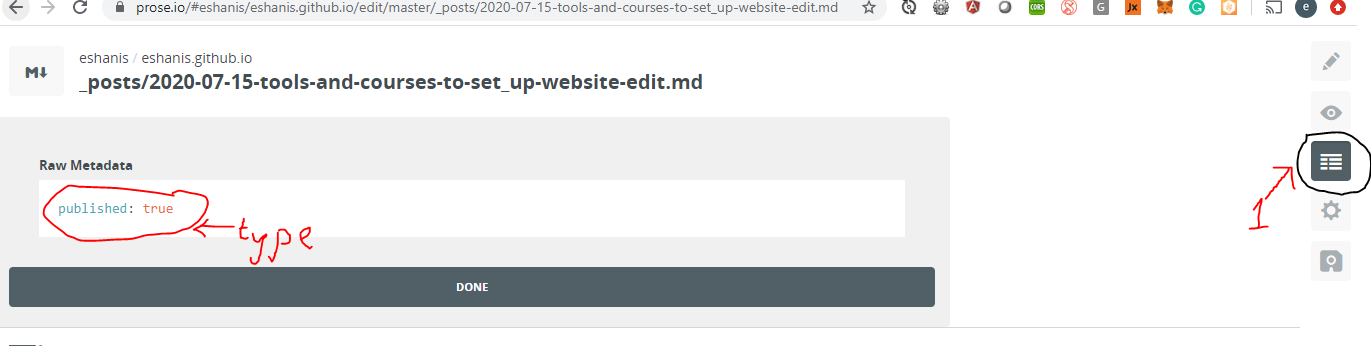 prose.io/#eshanis/eshanis.github.io/edit/master/_posts/2020-07-15-tools-and-courses-to-set_up-website-edit.md
CORS
G
Jx
G
e
M↓
eshanis / eshanis.github.io
_posts/2020-07-15-tools-and-courses-to-set_up-website-edit.md
Raw Metadata
published: true
type
1
DONE